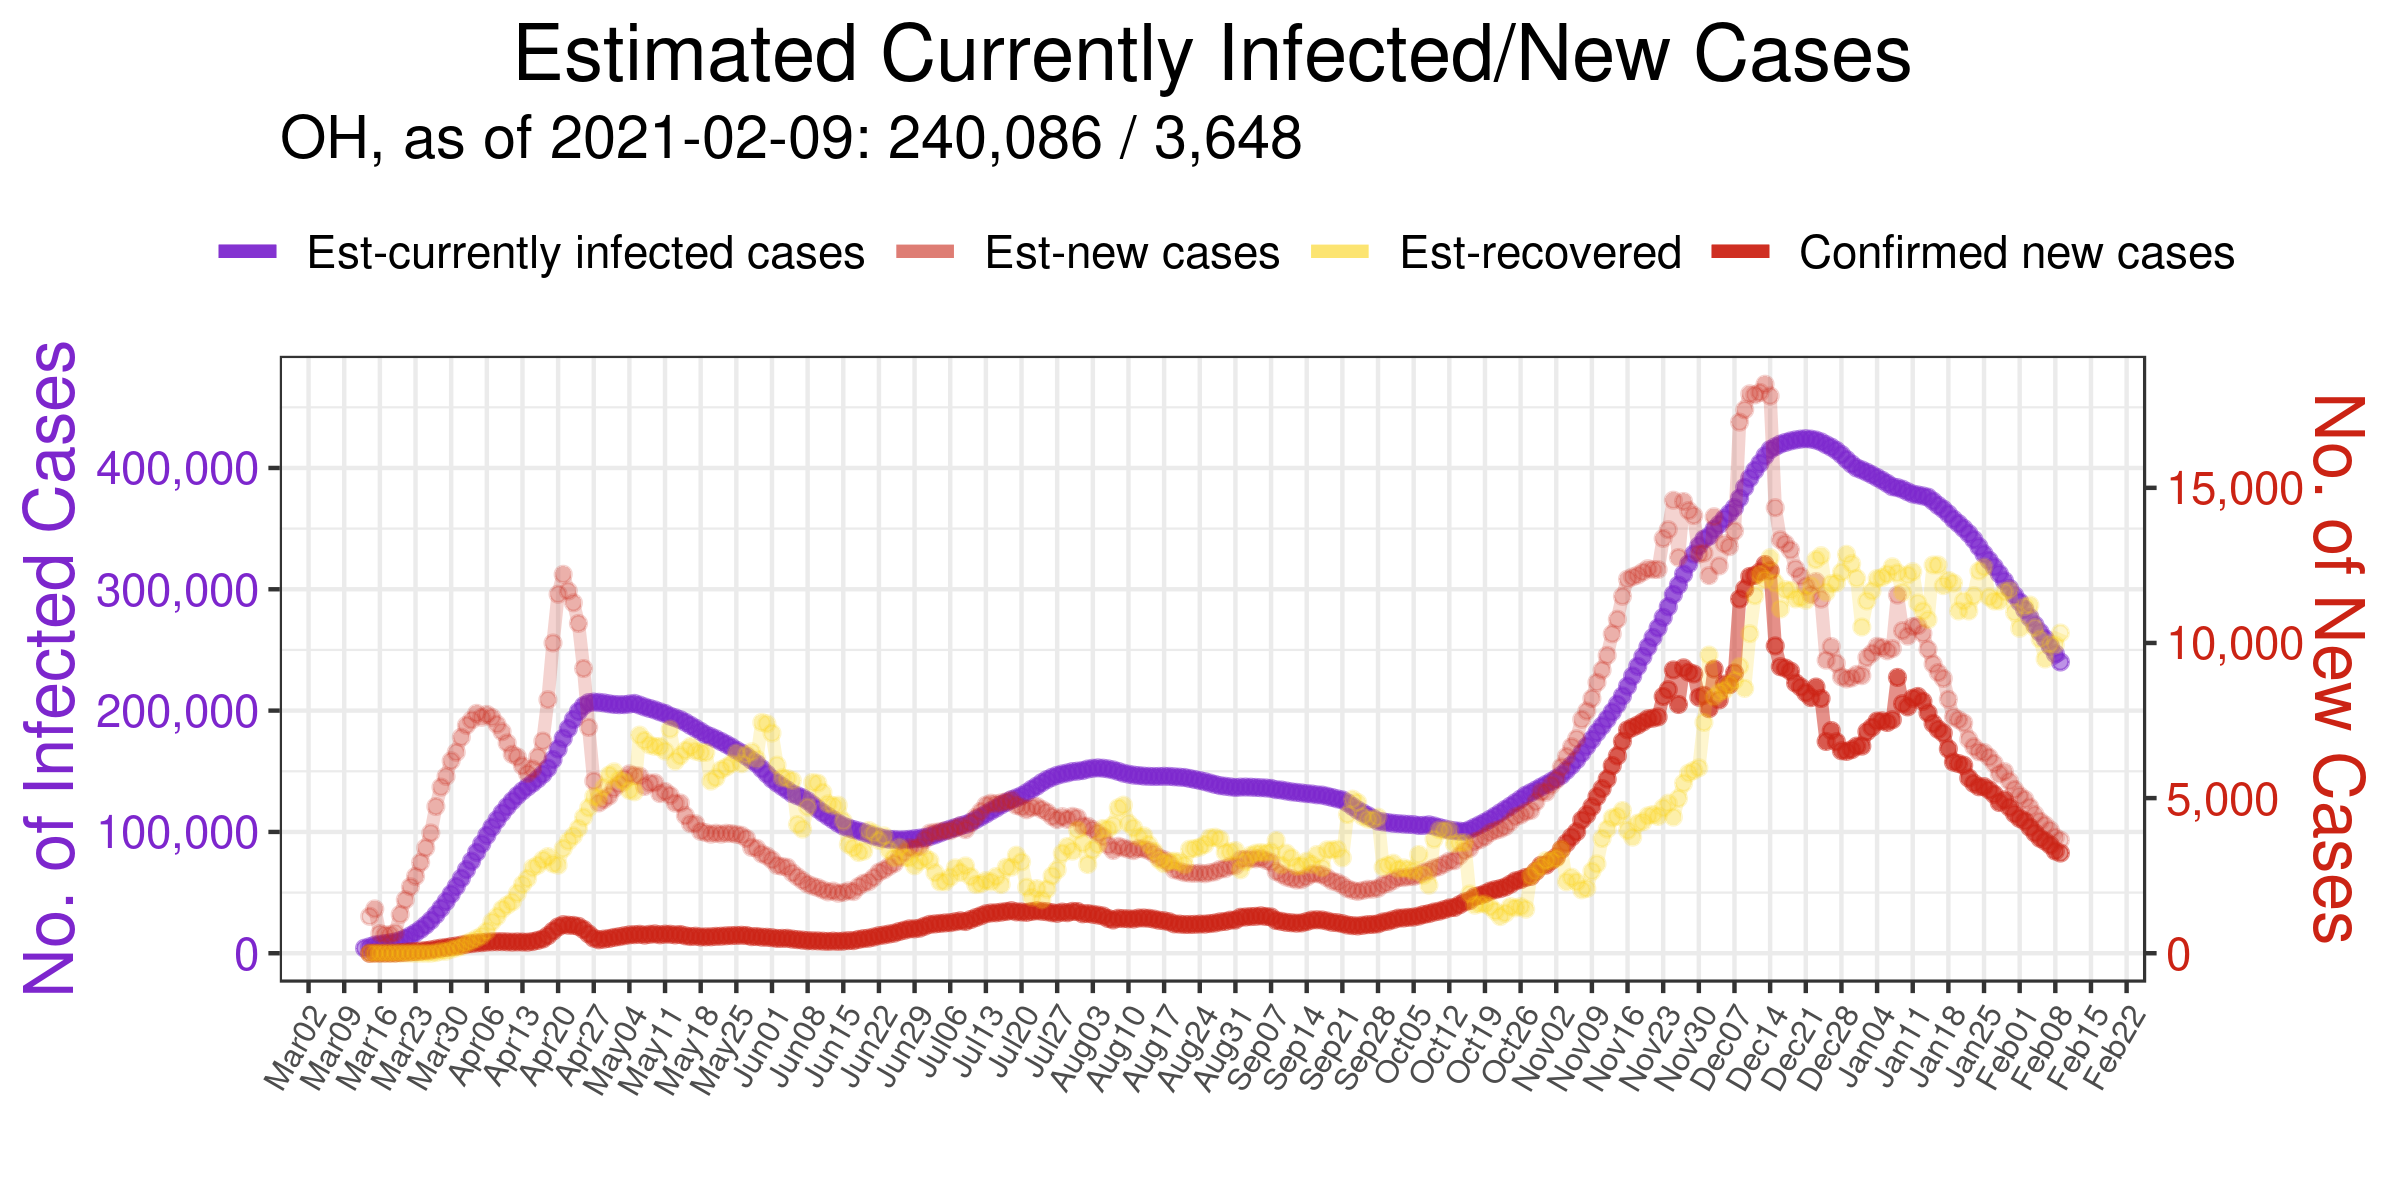 Estimated Currently Infected/New Cases
OH, as of 2021-02-09: 240,086 / 3,648
Est-currently infected cases
Est-new cases
Est-recovered
Confirmed new cases
No. of Infected Cases
400,000
300,000
200,000
100,000
0
15,000
10,000
5,000
0
No. of New Cases
Mar02
Mar09
Mar16
Mar23
Mar30
Apr06
Apr13
Apr20
Apr27
May04
May11
May18
May25
Jun01
Jun08
Jun15
Jun22
Jun29
Jul06
Jul13
Jul20
Jul27
Aug03
Aug10
Aug17
Aug24
Aug31
Sep07
Sep14
Sep21
Sep28
Oct05
Oct12
Oct19
Oct26
Nov02
Nov09
Nov16
Nov23
Nov30
Dec07
Dec14
Dec21
Dec28
Jan04
Jan11
Jan18
Jan25
Feb01
Feb08
Feb15
Feb22